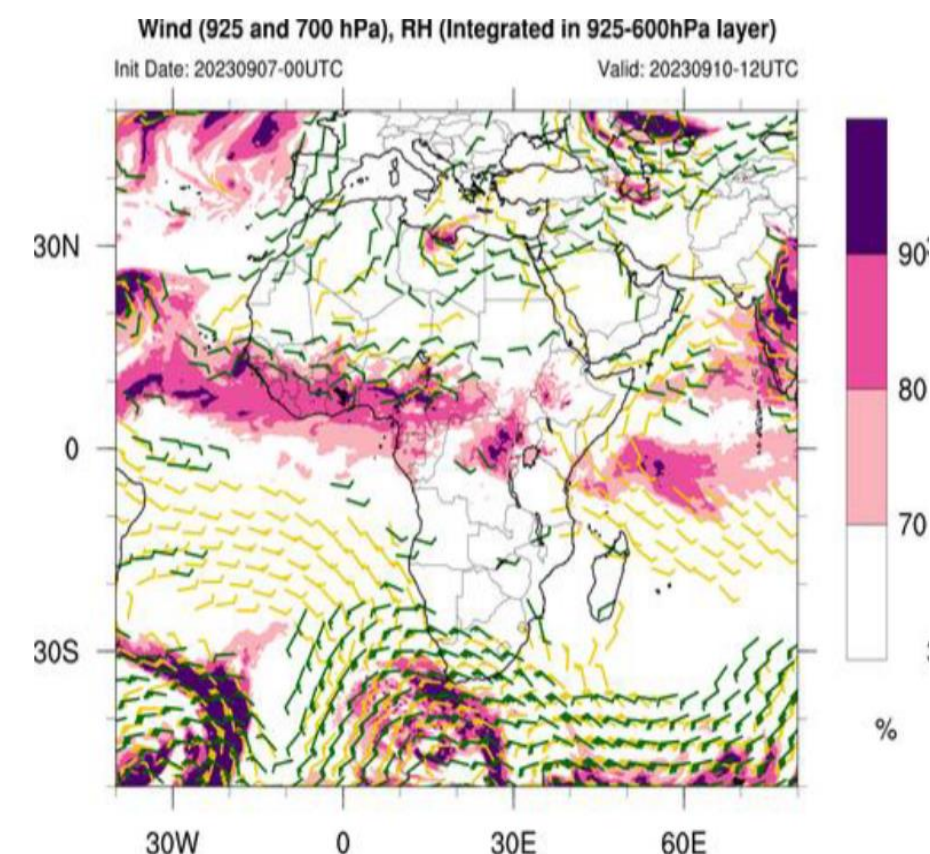 Wind (925 and 700 hPa), RH (Integrated in 925-600hPa layer)
Init Date: 20230907-00UTC Valid: 20230910-12UTC
30N
0
30S
30W 0 30E 60E
90
80
70
%